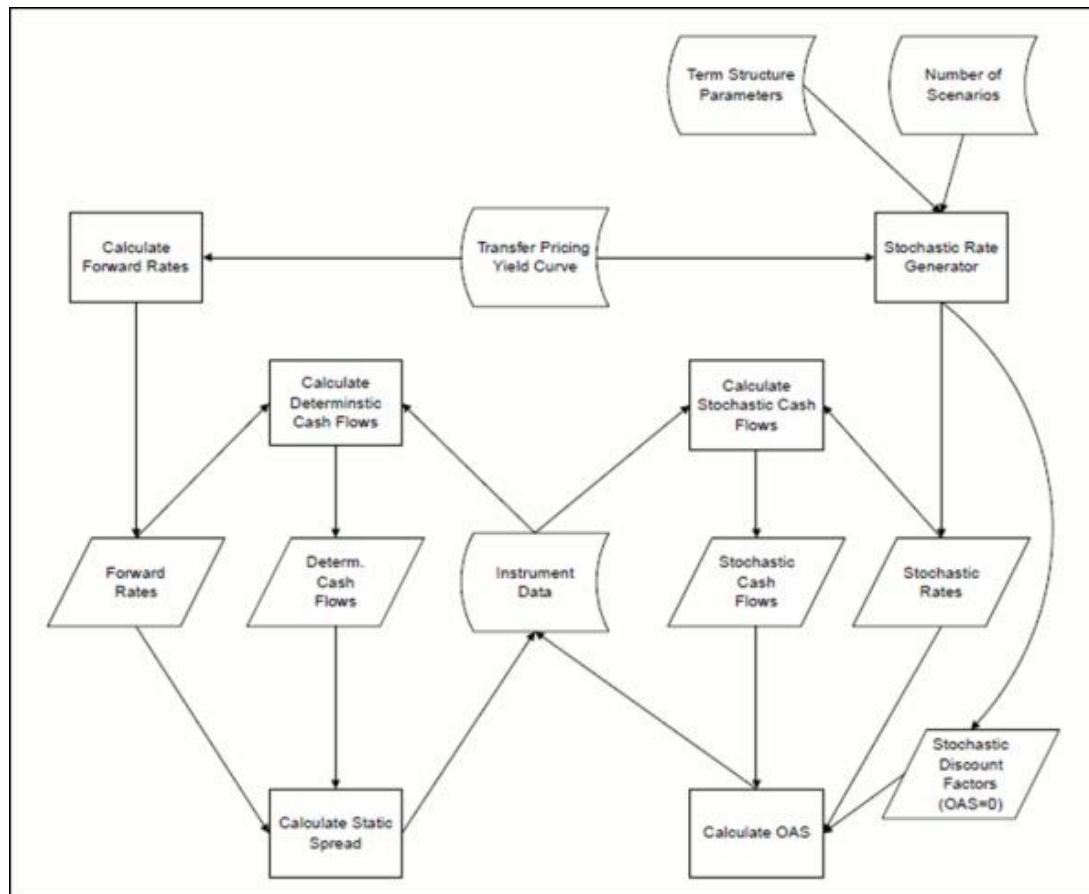 Term Structure
Parameters
Number of
Scenarios
Calculate
Forward Rates
Transfer Pricing
Yield Curve
Stochastic Rate
Generator
Calculate
Determinstic
Cash Flows
Calculate
Stochastic Cash
Flows
Forward
Rates
Determ.
Cash
Flows
Instrument
Data
Stochastic
Cash
Flows
Stochastic
Rates
Stochastic
Discount
Factors
(OAS=0)
Calculate Static
Spread
Calculate OAS